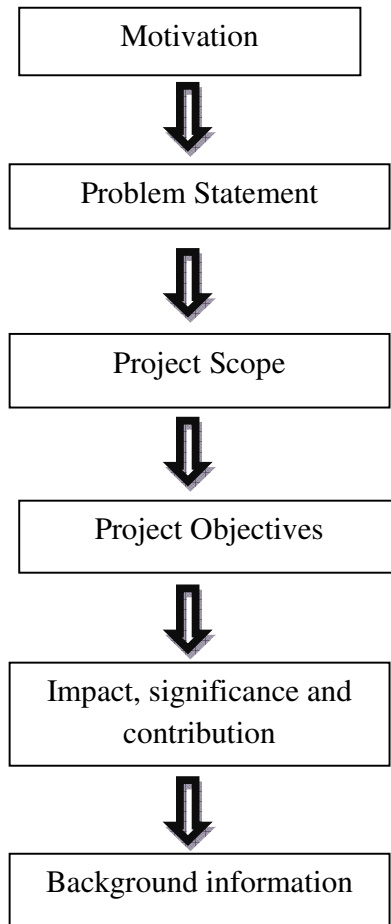 Motivation
Problem Statement
Project Scope
Project Objectives
Impact, significance and
contribution
Background information